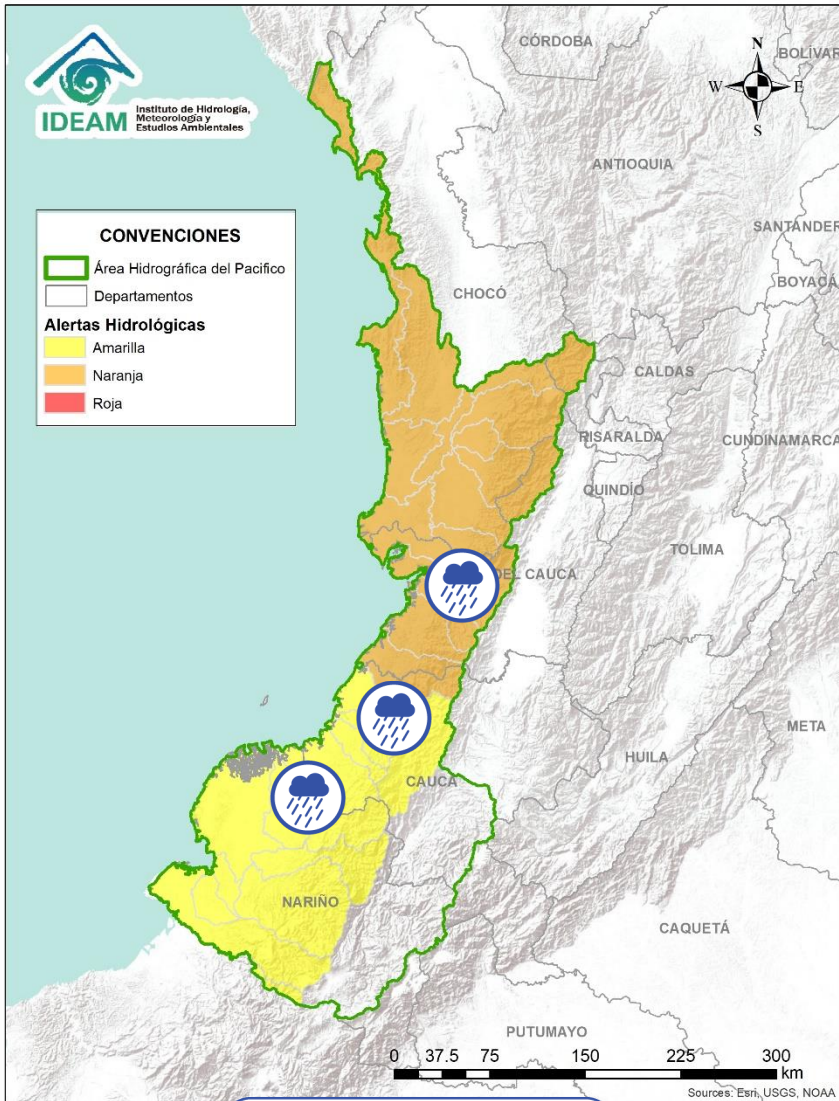 IDEAM
Instituto de Hidrología,
Meteorología y
Estudios Ambientales
CÓRDOBA
BOLÍVAR
N
W E
S
ANTIOQUIA
SANTANDER
BOYACÁ
CONVENCIONES
Área Hidrográfica del Pacifico
Departamentos
Alertas Hidrológicas
Amarilla
Naranja
Roja
CHOCÓ
CALDAS
RISARALDA
CUNDINAMARCA
QUINDÍO
TOLIMA
DEL CAUCA
META
HUILA
CAUCA
NARIÑO
CAQUETÁ
PUTUMAYO
0 37.5 75 150 225 300
km
Sources: Esri, USGS, NOAA